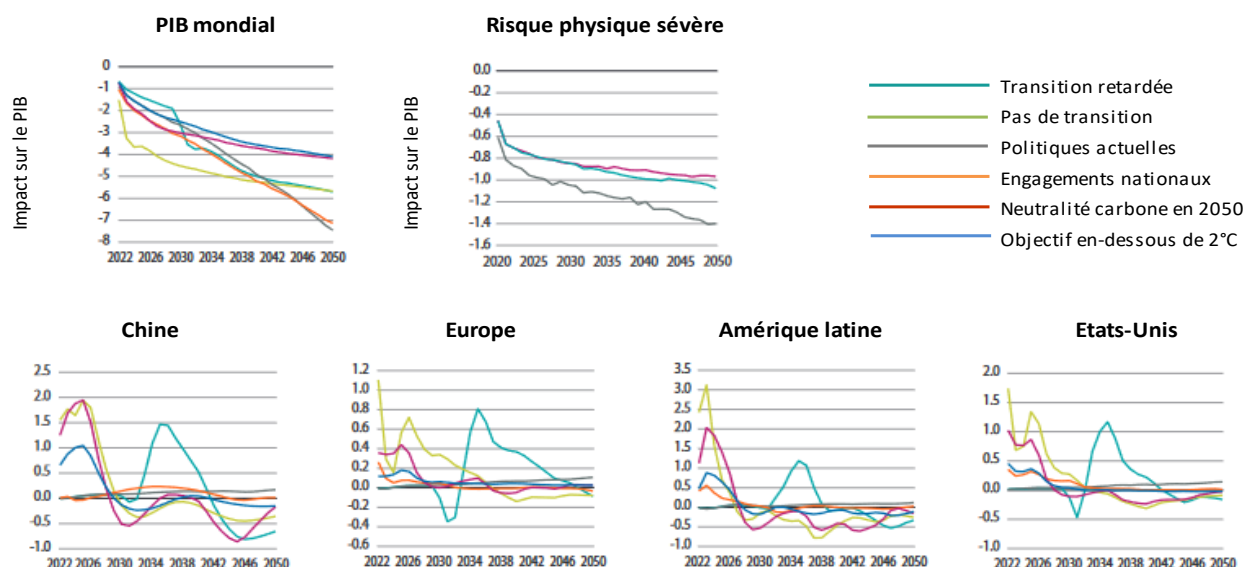 PIB mondial
Risque physique sévère
Impact sur le PIB
0
-1
-2
-3
-4
-5
-6
-7
-8
2022 2026 2030 2034 2038 2042 2046 2050
Impact sur le PIB
0.0
-0.2
-0.4
-0.6
-0.8
-1.0
-1.2
-1.4
-1.6
2020 2025 2030 2035 2040 2045 2050
Transition retardée
Pas de transition
Politiques actuelles
Engagements nationaux
Neutralité carbone en 2050
Objectif en-dessous de 2°C
Chine
Europe
Amérique latine
Etats-Unis
2.5
2.0
1.5
1.0
0.5
0.0
-0.5
-1.0
2022 2026 2030 2034 2038 2042 2046 2050
1.2
1.0
0.8
0.6
0.4
0.2
0.0
-0.2
-0.4
-0.6
2022 2026 2030 2034 2038 2042 2046 2050
3.5
3.0
2.5
2.0
1.5
1.0
0.5
0.0
-0.5
-1.0
2022 2026 2030 2034 2038 2042 2046 2050
2.0
1.5
1.0
0.5
0.0
-0.5
-1.0
2022 2026 2030 2034 2038 2042 2046 2050